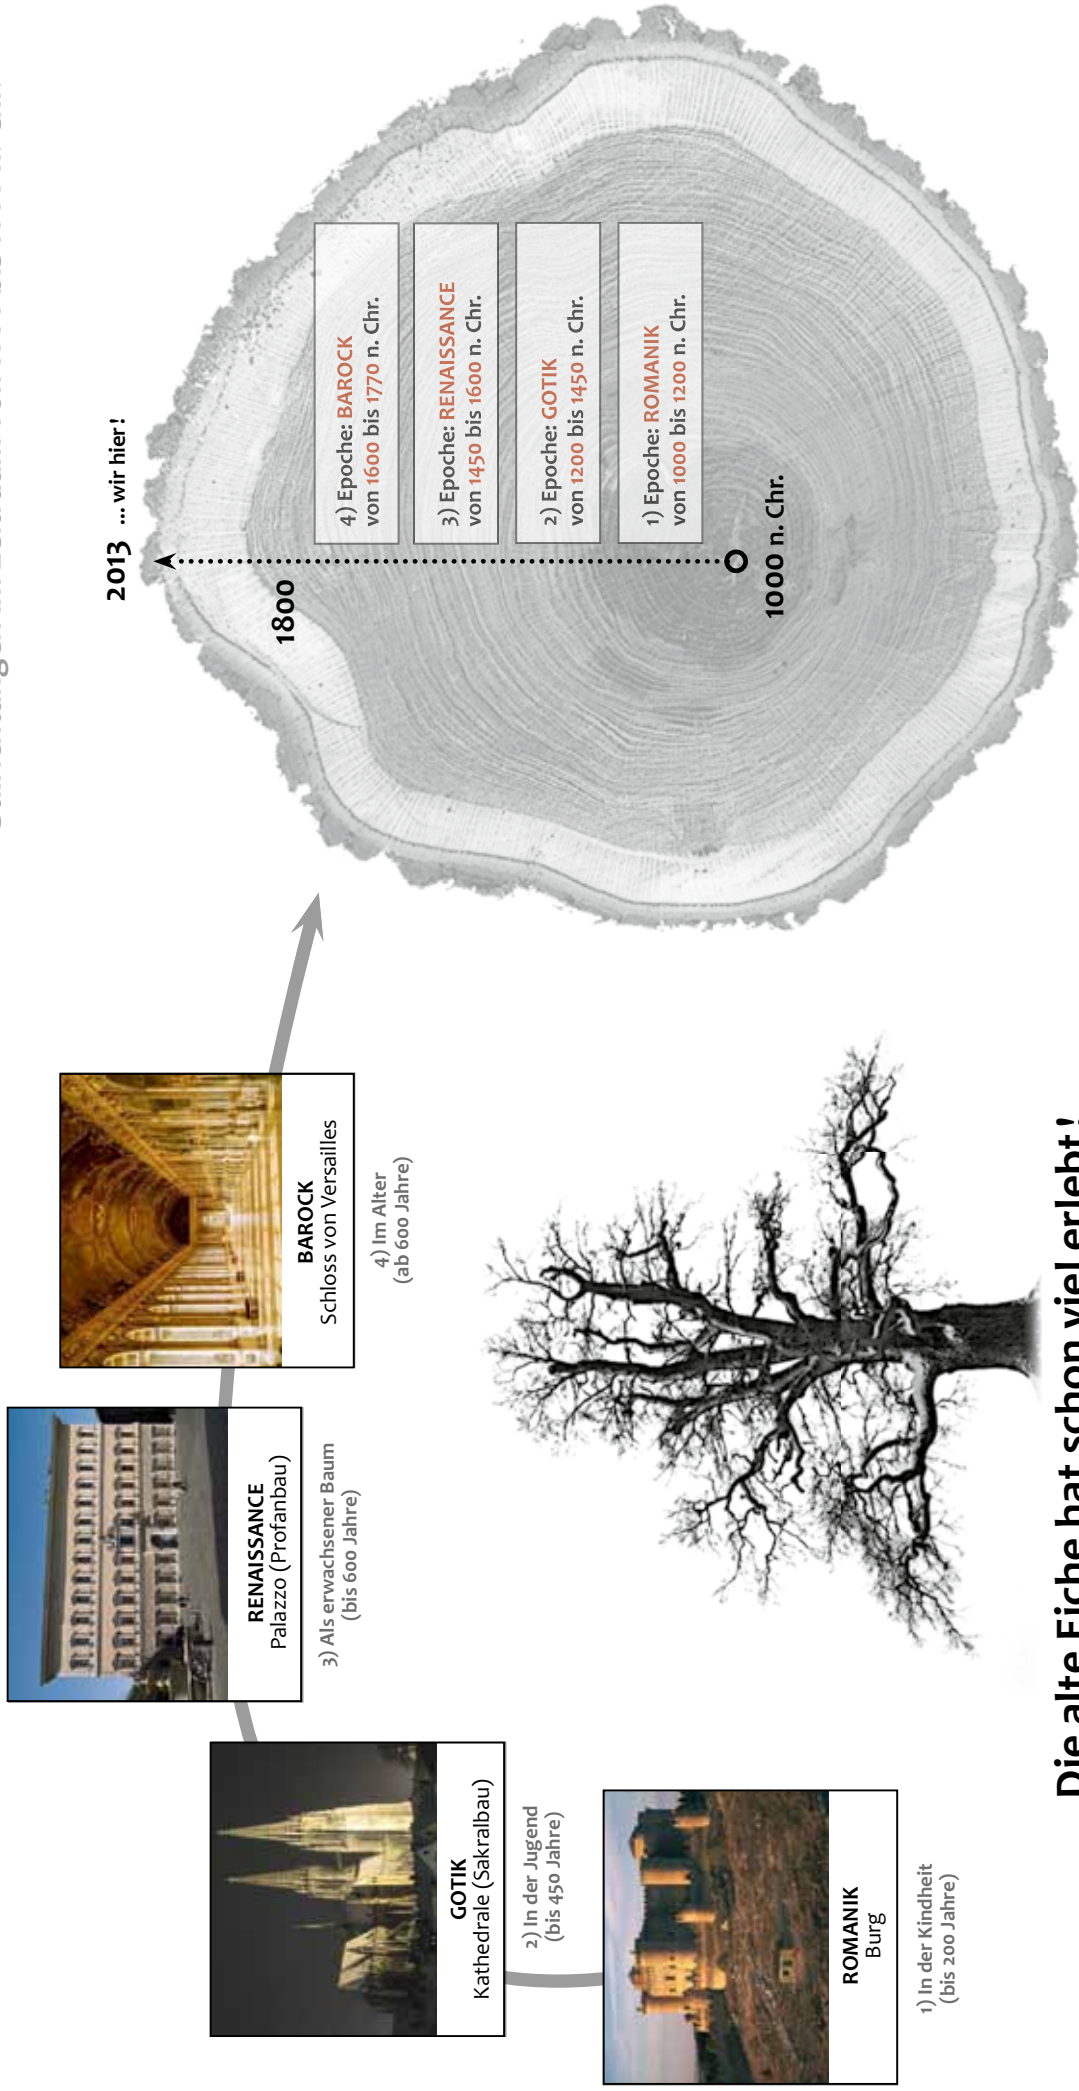 ROMANIK
Burg
1) In der Kindheit
(bis 200 Jahre)
GOTIK
Kathedrale (Sakralbau)
2) In der Jugend
(bis 450 Jahre)
RENAISSANCE
Palazzo (Profanbau)
3) Als erwachsener Baum
(bis 600 Jahre)
BAROCK
Schloss von Versailles
4) Im Alter
(ab 600 Jahre)
2013 ... wir hier!
1800
4) Epoche: BAROCK
von 1600 bis 1770 n. Chr.
3) Epoche: RENAISSANCE
von 1450 bis 1600 n. Chr.
2) Epoche: GOTIK
von 1200 bis 1450 n. Chr.
1) Epoche: ROMANIK
von 1000 bis 1200 n. Chr.
1000 n. Chr.
Die alte Eiche hat schon viel erlebt!